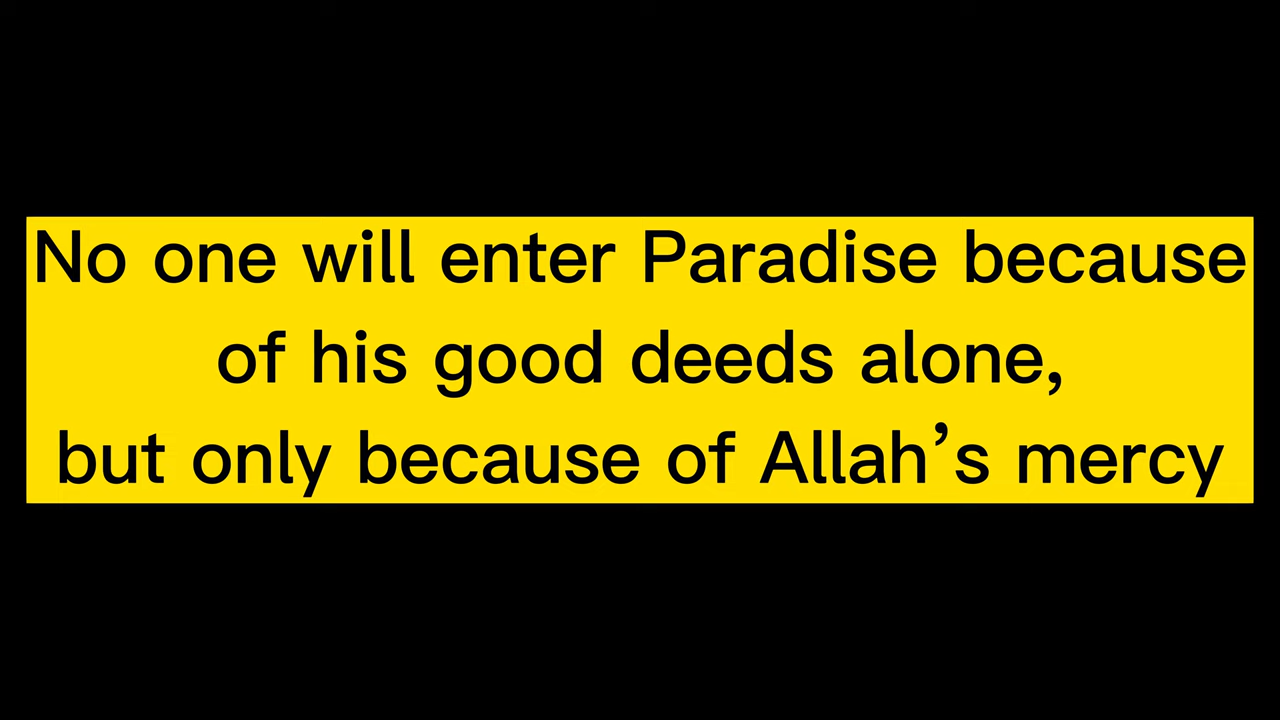 No one will enter Paradise because
of his good deeds alone,
but only because of Allah’s mercy